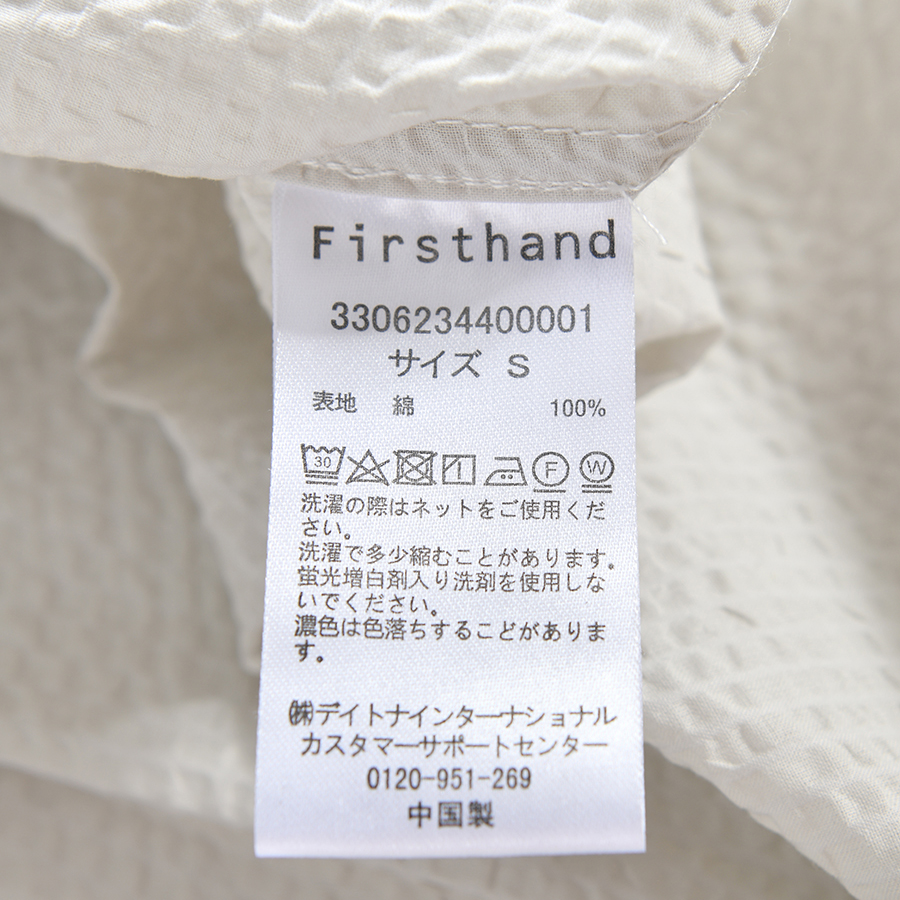 Firsthand
3306234400001
サイズ S
表地 綿 100%
30 1 F W
洗濯の際はネットをご使用くだ
さい。
洗濯で多少縮むことがあります。
蛍光増白剤入り洗剤を使用しな
いでください。
濃色は色落ちすることがありま
す。
㈱デイトナインターナショナル
カスタマーサポートセンター
0120-951-269
中国製